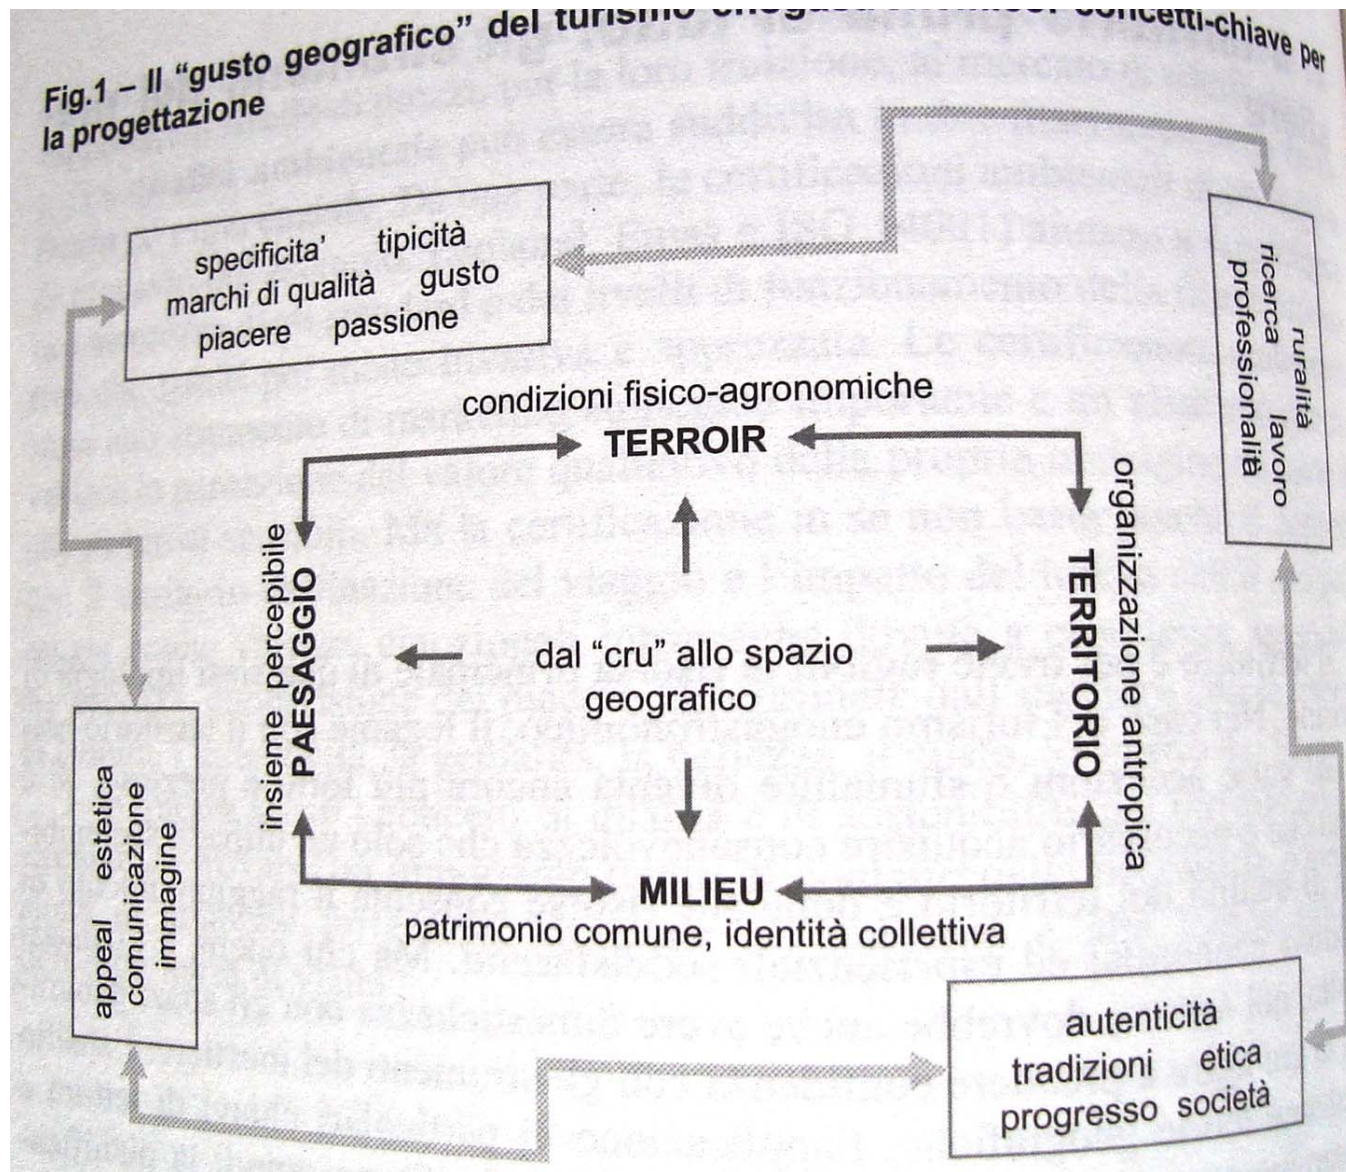 Fig.1 – Il “gusto geografico” del turismo enogastronomico: concetti-chiave per
la progettazione
specificita’ tipicità
marchi di qualità gusto
piacere passione
ruralità
ricerca lavoro
professionalità
condizioni fisico-agronomiche
TERROIR
insieme percepibile
PAESAGGIO
dal “cru” allo spazio
geografico
organizzazione antropica
TERRITORIO
MILIEU
patrimonio comune, identità collettiva
appeal estetica
comunicazione
immagine
autenticità
tradizioni etica
progresso società